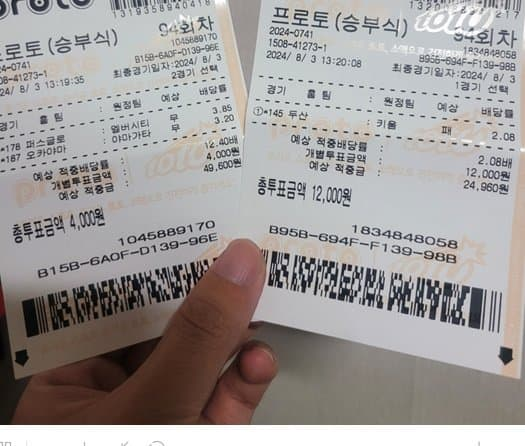 proto
1319358940418
프로토(승부식) 94회차
1045889170
2024-0741
B15B-6A0F-D139-96E
1508-41273-1
2024/ 8/ 3 13:19:35
최종경기일자:2024/ 8/ 3
2경기 선택
경기 홈 팀 : 원정팀 예상 배당률
*178 퍼스글로 : 멜버시티 무 3.85
*187 오카야마 : 야마가타 무 3.20
예상 적중배당률 : 12.40배
개별투표금액 : 4,000원
예상 적중금 : 49,600원
총투표금액 4,000원
1045889170
B15B-6A0F-D139-96E
프로토(승부식) 94회차
1834848058
2024-0741
B95B-694F-F139-98B
1508-41273-1
2024/ 8/ 3 13:20:08
최종경기일자:2024/ 8/ 3
1경기 선택
경기 홈 팀 : 원정팀 예상 배당률
①*145 두산 : 키움 패 2.08
예상 적중배당률 : 2.08배
개별투표금액 : 12,000원
예상 적중금 : 24,960원
총투표금액 12,000원
1834848058
B95B-694F-F139-98B